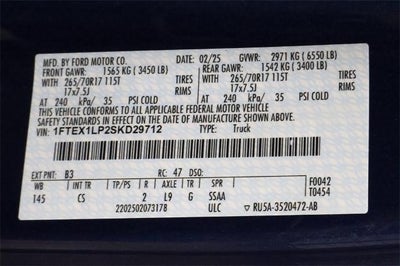 MFD. BY FORD MOTOR CO. 02/25 GVWR: 2971 KG (6550 LB)
FRONT GAWR: 1565 KG (3450 LB) REAR GAWR: 1542 KG (3400 LB)
WITH 265/70R17 115T TIRES WITH 265/70R17 115T TIRES
17x7.5J RIMS 17x7.5J RIMS
AT 240 kPa/ 35 PSI COLD AT 240 kPa/ 35 PSI COLD
THIS VEHICLE CONFORMS TO ALL APPLICABLE FEDERAL MOTOR VEHICLE
SAFETY STANDARDS IN EFFECT ON THE DATE OF MANUFACTURE SHOWN ABOVE.
VIN: 1FTEX1LP2SKD29712 TYPE: Truck
EXT PNT: B3 RC: 47 DSO: F0042
WB INT TR TP/PS R AXLE TR SPR T0454
145 CS 2 L9 G SSAA
2202502073178 ULC RU5A-3520472-AB